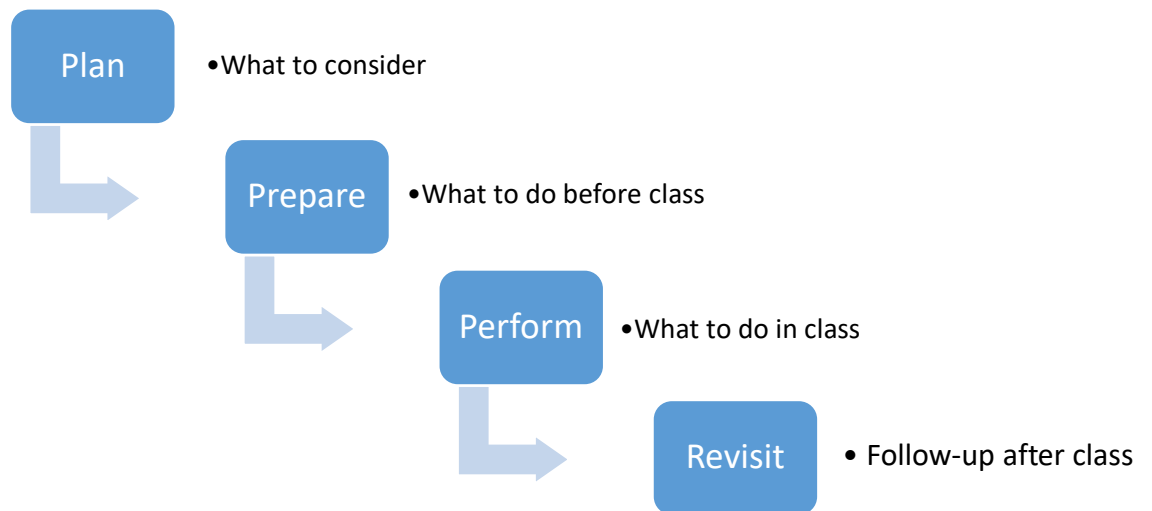 Plan
•What to consider
Prepare
•What to do before class
Perform
•What to do in class
Revisit
• Follow-up after class